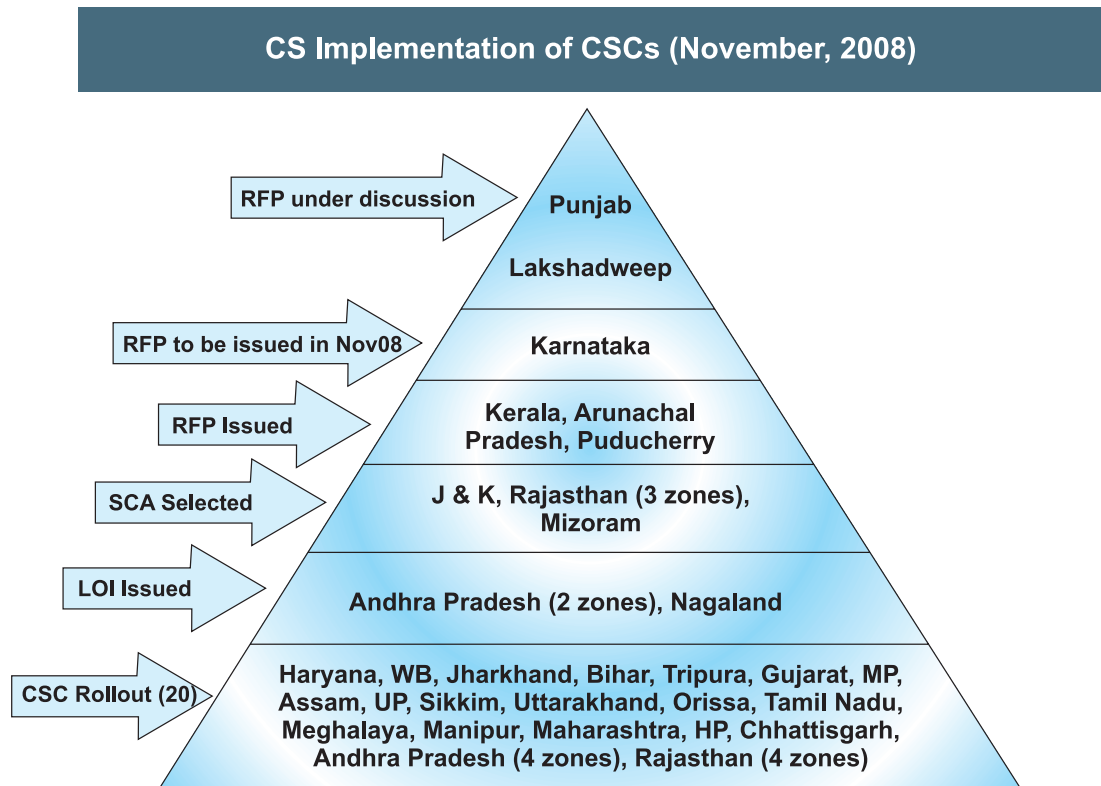 CS Implementation of CSCs (November, 2008)
RFP under discussion
Punjab
Lakshadweep
RFP to be issued in Nov08
Karnataka
RFP Issued
Kerala, Arunachal
Pradesh, Puducherry
SCA Selected
J & K, Rajasthan (3 zones),
Mizoram
LOI Issued
Andhra Pradesh (2 zones), Nagaland
CSC Rollout (20)
Haryana, WB, Jharkhand, Bihar, Tripura, Gujarat, MP,
Assam, UP, Sikkim, Uttarakhand, Orissa, Tamil Nadu,
Meghalaya, Manipur, Maharashtra, HP, Chhattisgarh,
Andhra Pradesh (4 zones), Rajasthan (4 zones)